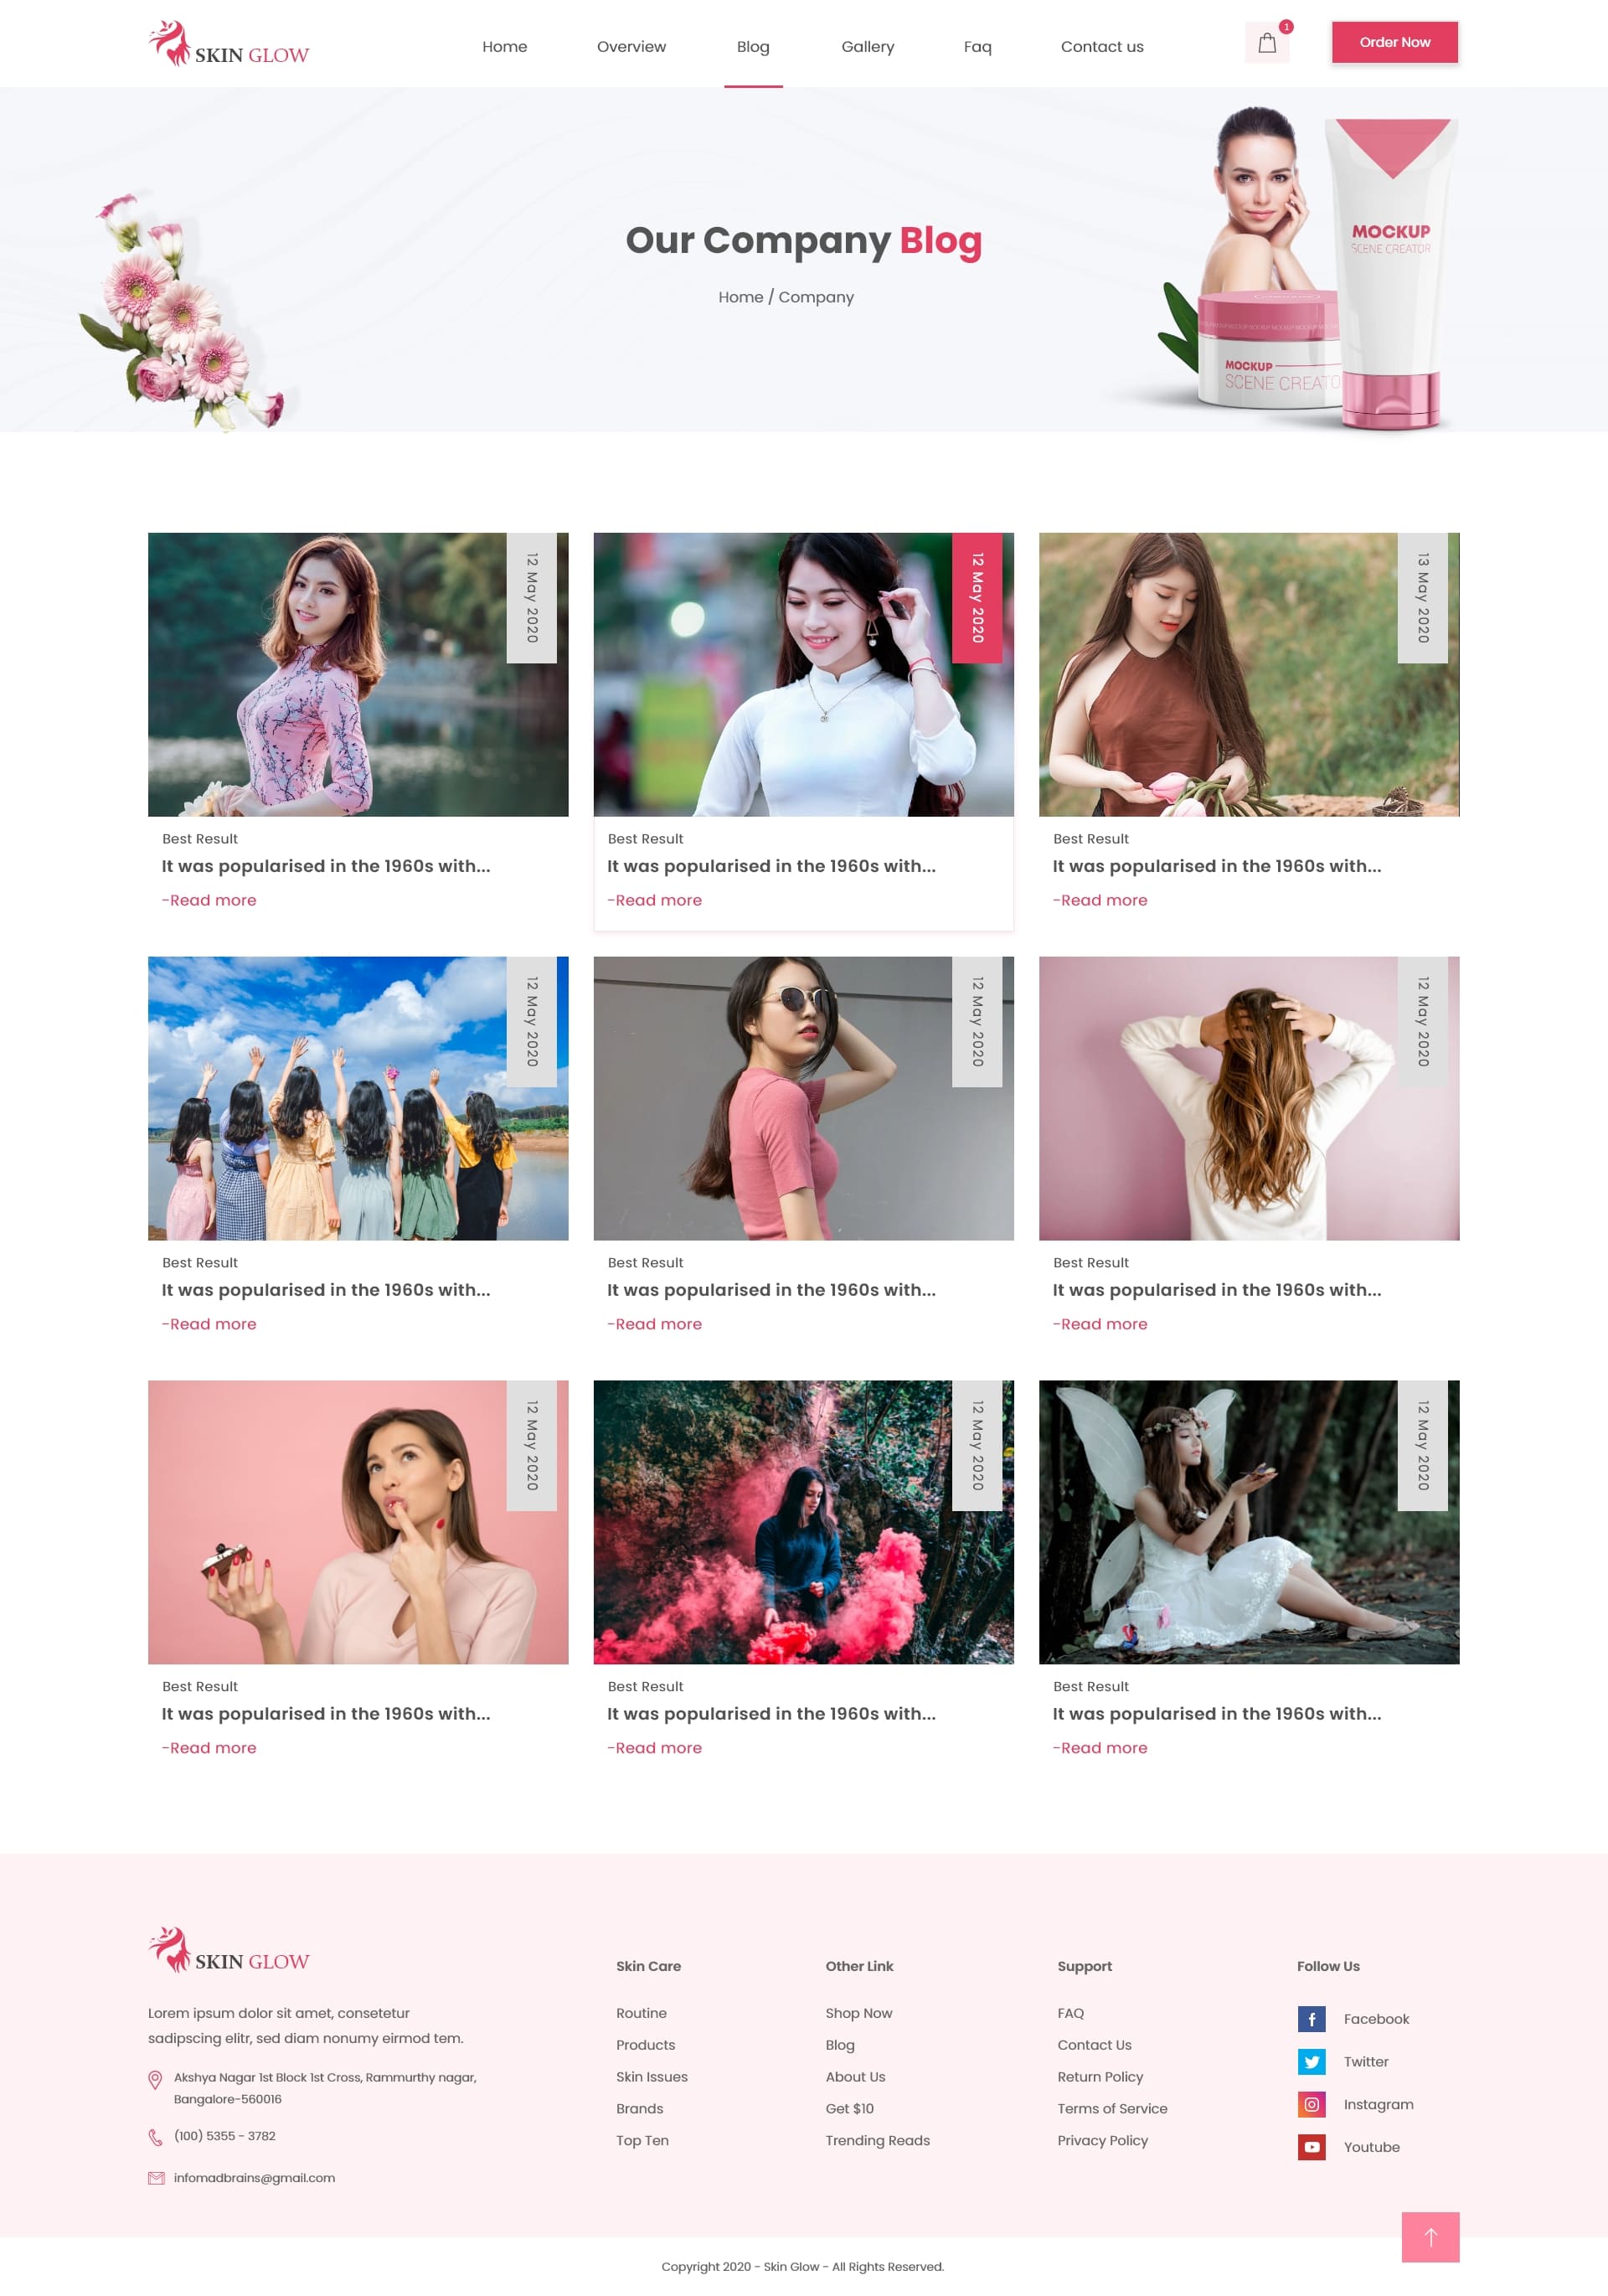 SKIN GLOW
Home
Overview
Blog
Gallery
Faq
Contact us
1
Order Now
Our Company Blog
Home / Company
MOCKUP
SCENE CREATOR
MOCKUP
SCENE CREATO
12 May 2020
12 May 2020
13 May 2020
Best Result
It was popularised in the 1960s with...
-Read more
Best Result
It was popularised in the 1960s with...
-Read more
Best Result
It was popularised in the 1960s with...
-Read more
12 May 2020
12 May 2020
12 May 2020
Best Result
It was popularised in the 1960s with...
-Read more
Best Result
It was popularised in the 1960s with...
-Read more
Best Result
It was popularised in the 1960s with...
-Read more
12 May 2020
12 May 2020
12 May 2020
Best Result
It was popularised in the 1960s with...
-Read more
Best Result
It was popularised in the 1960s with...
-Read more
Best Result
It was popularised in the 1960s with...
-Read more
SKIN GLOW
Lorem ipsum dolor sit amet, consetetur
sadipscing elitr, sed diam nonumy eirmod tem.
Akshya Nagar 1st Block 1st Cross, Rammurthy nagar,
Bangalore-560016
(100) 5355 - 3782
infomadbrains@gmail.com
Skin Care
Routine
Products
Skin Issues
Brands
Top Ten
Other Link
Shop Now
Blog
About Us
Get $10
Trending Reads
Support
FAQ
Contact Us
Return Policy
Terms of Service
Privacy Policy
Follow Us
Facebook
Twitter
Instagram
Youtube
Copyright 2020 - Skin Glow - All Rights Reserved.